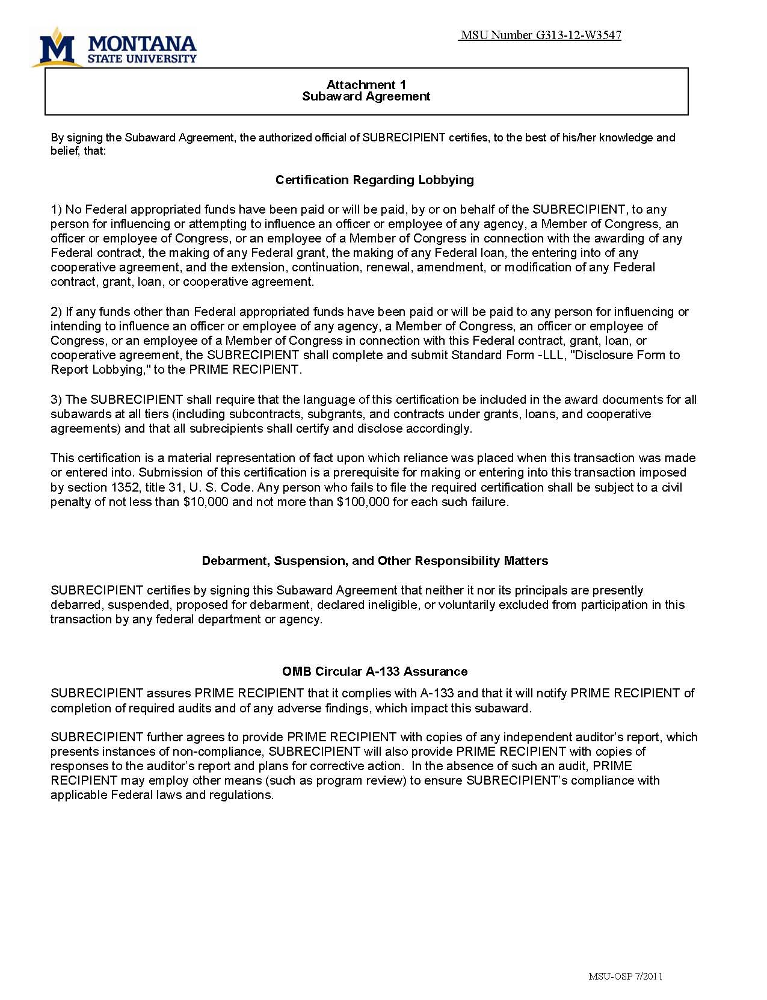 MSU Number G313-12-W3547
M MONTANA
STATE UNIVERSITY
Attachment 1
Subaward Agreement
By signing the Subaward Agreement, the authorized official of SUBRECIPIENT certifies, to the best of his/her knowledge and
belief, that:
Certification Regarding Lobbying
1) No Federal appropriated funds have been paid or will be paid, by or on behalf of the SUBRECIPIENT, to any
person for influencing or attempting to influence an officer or employee of any agency, a Member of Congress, an
officer or employee of Congress, or an employee of a Member of Congress in connection with the awarding of any
Federal contract, the making of any Federal grant, the making of any Federal loan, the entering into of any
cooperative agreement, and the extension, continuation, renewal, amendment, or modification of any Federal
contract, grant, loan, or cooperative agreement.
2) If any funds other than Federal appropriated funds have been paid or will be paid to any person for influencing or
intending to influence an officer or employee of any agency, a Member of Congress, an officer or employee of
Congress, or an employee of a Member of Congress in connection with this Federal contract, grant, loan, or
cooperative agreement, the SUBRECIPIENT shall complete and submit Standard Form -LLL, "Disclosure Form to
Report Lobbying," to the PRIME RECIPIENT.
3) The SUBRECIPIENT shall require that the language of this certification be included in the award documents for all
subawards at all tiers (including subcontracts, subgrants, and contracts under grants, loans, and cooperative
agreements) and that all subrecipients shall certify and disclose accordingly.
This certification is a material representation of fact upon which reliance was placed when this transaction was made
or entered into. Submission of this certification is a prerequisite for making or entering into this transaction imposed
by section 1352, title 31, U. S. Code. Any person who fails to file the required certification shall be subject to a civil
penalty of not less than $10,000 and not more than $100,000 for each such failure.
Debarment, Suspension, and Other Responsibility Matters
SUBRECIPIENT certifies by signing this Subaward Agreement that neither it nor its principals are presently
debarred, suspended, proposed for debarment, declared ineligible, or voluntarily excluded from participation in this
transaction by any federal department or agency.
OMB Circular A-133 Assurance
SUBRECIPIENT assures PRIME RECIPIENT that it complies with A-133 and that it will notify PRIME RECIPIENT of
completion of required audits and of any adverse findings, which impact this subaward.
SUBRECIPIENT further agrees to provide PRIME RECIPIENT with copies of any independent auditor’s report, which
presents instances of non-compliance, SUBRECIPIENT will also provide PRIME RECIPIENT with copies of
responses to the auditor’s report and plans for corrective action. In the absence of such an audit, PRIME
RECIPIENT may employ other means (such as program review) to ensure SUBRECIPIENT’s compliance with
applicable Federal laws and regulations.
MSU-OSP 7/2011